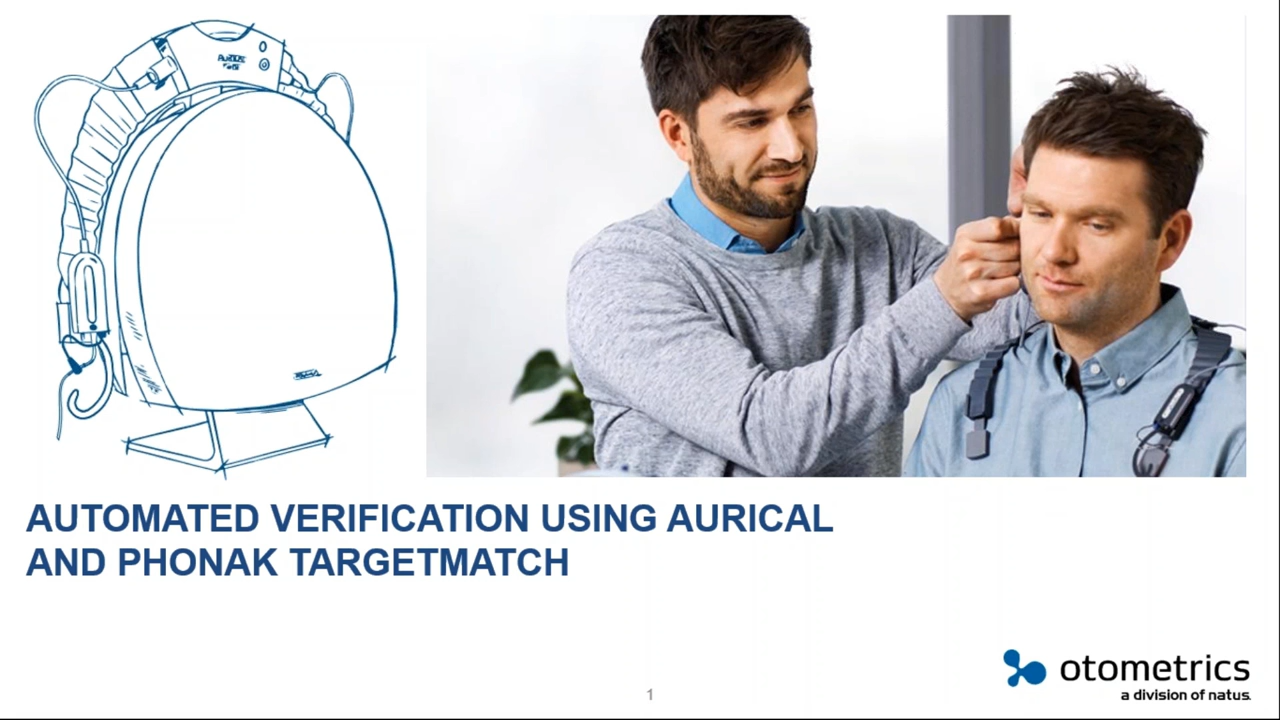 AUTOMATED VERIFICATION USING AURICAL
AND PHONAK TARGETMATCH
otometrics
a division of natus.
1